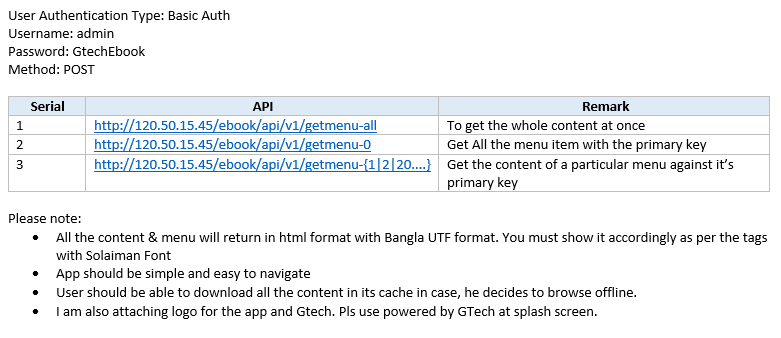 User Authentication Type: Basic Auth
Username: admin
Password: GtechEbook
Method: POST
Serial API Remark
1 http://120.50.15.45/ebook/api/v1/getmenu-all To get the whole content at once
2 http://120.50.15.45/ebook/api/v1/getmenu-0 Get All the menu item with the primary key
3 http://120.50.15.45/ebook/api/v1/getmenu-{1|2|20....} Get the content of a particular menu against it's
primary key
Please note:
• All the content & menu will return in html format with Bangla UTF format. You must show it accordingly as per the tags
with Solaiman Font
• App should be simple and easy to navigate
• User should be able to download all the content in its cache in case, he decides to browse offline.
• I am also attaching logo for the app and Gtech. Pls use powered by GTech at splash screen.